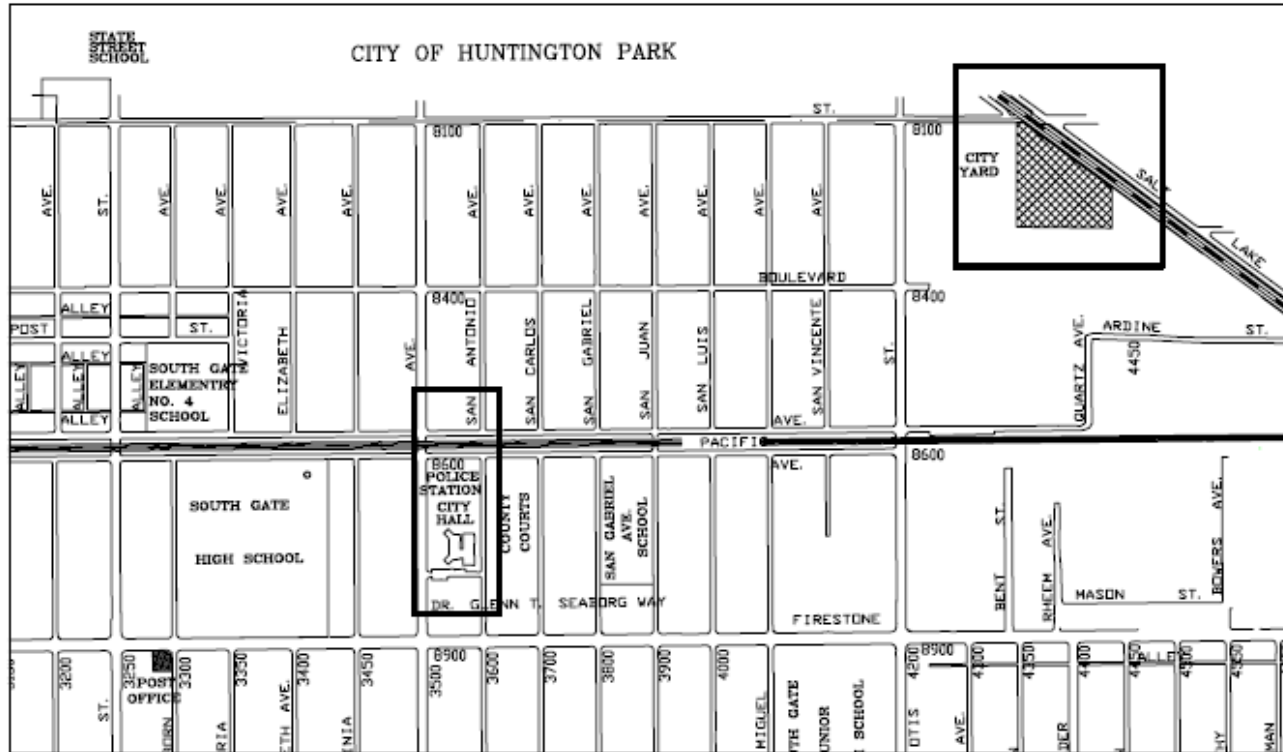 STATE
STREET
SCHOOL
CITY OF HUNTINGTON PARK
ST.
8100
8100
CITY
YARD
SALT
LAKE
AVE.
ST.
AVE.
AVE.
AVE.
AVE.
AVE.
AVE.
AVE.
AVE.
AVE.
AVE.
AVE.
BOULEVARD
8400
8400
ALLEY
POST
ST.
ALLEY
ALLEY
ALLEY
ALLEY
ALLEY
VICTORIA
ELIZABETH
AVE.
SAN ANTONIO
SAN CARLOS
SAN GABRIEL
SAN JUAN
SAN LUIS
SAN VINCENTE
ST.
QUARTZ AVE.
ARDINE ST.
4450
SOUTH GATE
ELEMENTRY
NO. 4
SCHOOL
AVE.
PACIFIC
AVE.
8600
8600
POLICE
STATION
CITY
HALL
COUNTY
COURTS
SAN GABRIEL
AVE.
SCHOOL
SOUTH GATE
HIGH SCHOOL
BENT ST.
RHEEM AVE.
BOWERS AVE.
MASON ST.
DR. GLENN T. SEABORG WAY
FIRESTONE
8900
8900
3200
3250
3300
3350
3400
3450
3500
3600
3700
3800
3900
4000
4200
4300
4350
4400
4450
4500
4550
POST
OFFICE
ST.
AVE.
MIGUEL
OTIS
AVE.
SCHOOL